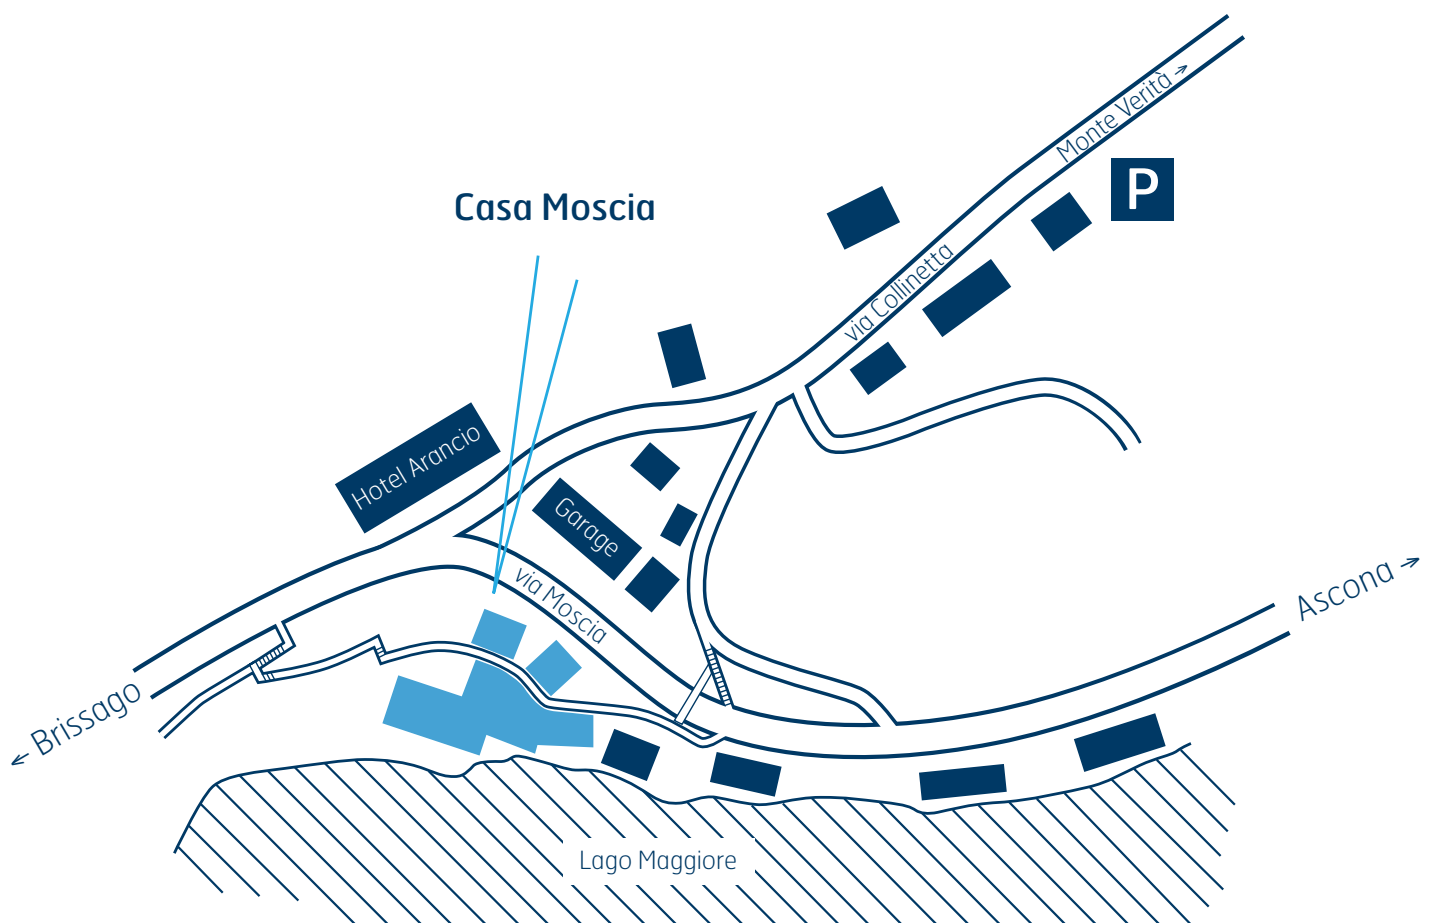 Monte Verità →
P
Casa Moscia
via Collinetta
Hotel Arancio
Garage
via Moscia
Ascona →
← Brissago
Lago Maggiore